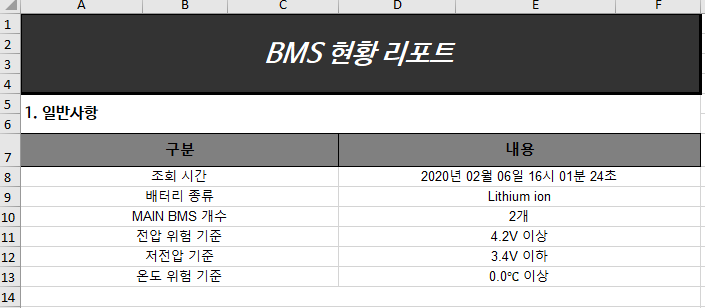 A B C D E F
1
2
3
4
BMS 현황 리포트
5
6
1. 일반사항
7 구분 내용
8 조회 시간 2020년 02월 06일 16시 01분 24초
9 배터리 종류 Lithium ion
10 MAIN BMS 개수 2개
11 전압 위험 기준 4.2V 이상
12 저전압 기준 3.4V 이하
13 온도 위험 기준 0.0℃ 이상
14